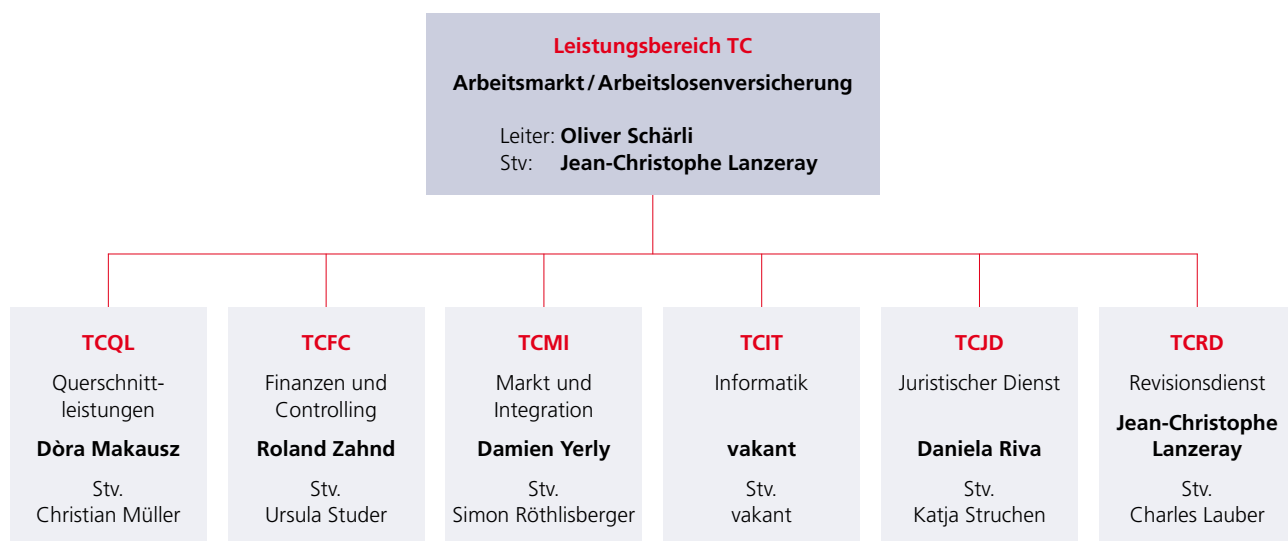 Leistungsbereich TC
Arbeitsmarkt / Arbeitslosenversicherung
Leiter: Oliver Schärli
Stv: Jean-Christophe Lanzeray
TCQL
Querschnitt-
leistungen
Dòra Makausz
Stv.
Christian Müller
TCFC
Finanzen und
Controlling
Roland Zahnd
Stv.
Ursula Studer
TCMI
Markt und
Integration
Damien Yerly
Stv.
Simon Röthlisberger
TCIT
Informatik
vakant
Stv.
vakant
TCJD
Juristischer Dienst
Daniela Riva
Stv.
Katja Struchen
TCRD
Revisionsdienst
Jean-Christophe
Lanzeray
Stv.
Charles Lauber